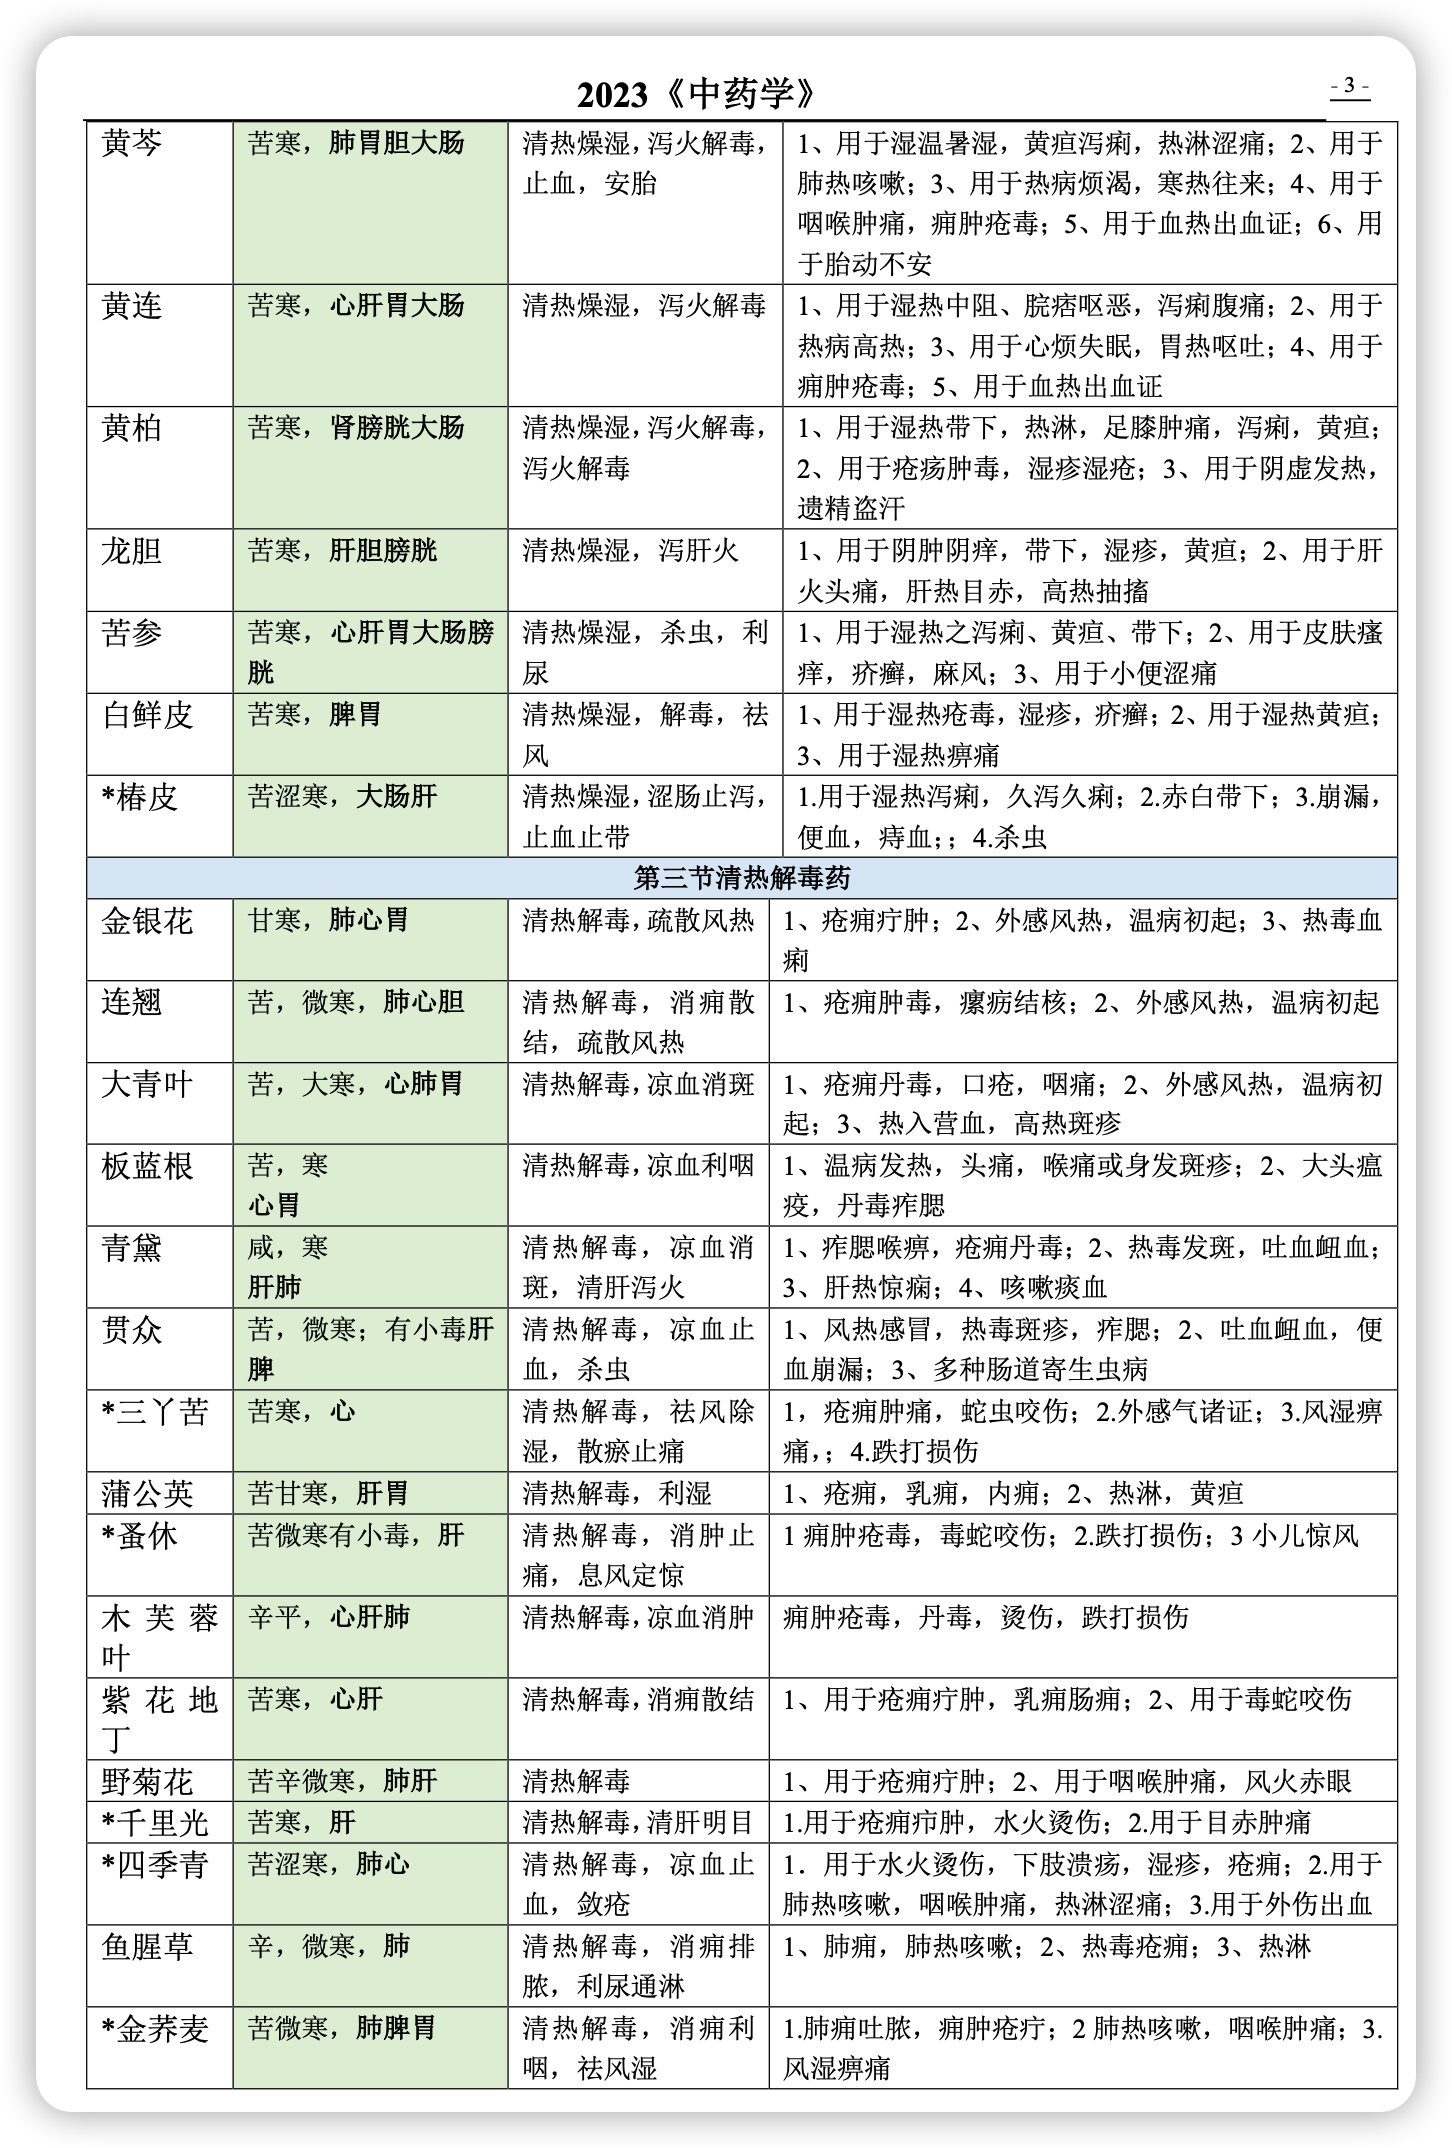 2023《中药学》
- 3 -
黄芩
苦寒，肺胃胆大肠
清热燥湿，泻火解毒，
止血，安胎
1、用于湿温暑湿，黄疸泻痢，热淋涩痛；2、用于
肺热咳嗽；3、用于热病烦渴，寒热往来；4、用于
咽喉肿痛，痈肿疮毒；5、用于血热出血证；6、用
于胎动不安
黄连
苦寒，心肝胃大肠
清热燥湿，泻火解毒
1、用于湿热中阻、脘痞呕恶，泻痢腹痛；2、用于
热病高热；3、用于心烦失眠，胃热呕吐；4、用于
痈肿疮毒；5、用于血热出血证
黄柏
苦寒，肾膀胱大肠
清热燥湿，泻火解毒，
泻火解毒
1、用于湿热带下，热淋，足膝肿痛，泻痢，黄疸；
2、用于疮疡肿毒，湿疹湿疮；3、用于阴虚发热，
遗精盗汗
龙胆
苦寒，肝胆膀胱
清热燥湿，泻肝火
1、用于阴肿阴痒，带下，湿疹，黄疸；2、用于肝
火头痛，肝热目赤，高热抽搐
苦参
苦寒，心肝胃大肠膀
胱
清热燥湿，杀虫，利
尿
1、用于湿热之泻痢、黄疸、带下；2、用于皮肤瘙
痒，疥癣，麻风；3、用于小便涩痛
白鲜皮
苦寒，脾胃
清热燥湿，解毒，祛
风
1、用于湿热疮毒，湿疹，疥癣；2、用于湿热黄疸；
3、用于湿热痹痛
*椿皮
苦涩寒，大肠肝
清热燥湿，涩肠止泻，
止血止带
1.用于湿热泻痢，久泻久痢；2.赤白带下；3.崩漏，
便血，痔血；；4.杀虫
第三节清热解毒药
金银花
甘寒，肺心胃
清热解毒，疏散风热
1、疮痈疔肿；2、外感风热，温病初起；3、热毒血
痢
连翘
苦，微寒，肺心胆
清热解毒，消痈散
结，疏散风热
1、疮痈肿毒，瘰疬结核；2、外感风热，温病初起
大青叶
苦，大寒，心肺胃
清热解毒，凉血消斑
1、疮痈丹毒，口疮，咽痛；2、外感风热，温病初
起；3、热入营血，高热斑疹
板蓝根
苦，寒
心胃
清热解毒，凉血利咽
1、温病发热，头痛，喉痛或身发斑疹；2、大头瘟
疫，丹毒痄腮
青黛
咸，寒
肝肺
清热解毒，凉血消
斑，清肝泻火
1、痄腮喉痹，疮痈丹毒；2、热毒发斑，吐血衄血；
3、肝热惊痫；4、咳嗽痰血
贯众
苦，微寒；有小毒肝
脾
清热解毒，凉血止
血，杀虫
1、风热感冒，热毒斑疹，痄腮；2、吐血衄血，便
血崩漏；3、多种肠道寄生虫病
*三丫苦
苦寒，心
清热解毒，祛风除
湿，散瘀止痛
1，疮痈肿痛，蛇虫咬伤；2.外感气诸证；3.风湿痹
痛，；4.跌打损伤
蒲公英
苦甘寒，肝胃
清热解毒，利湿
1、疮痈，乳痈，内痈；2、热淋，黄疸
*蚤休
苦微寒有小毒，肝
清热解毒，消肿止
痛，息风定惊
1 痈肿疮毒，毒蛇咬伤；2.跌打损伤；3 小儿惊风
木芙蓉
叶
辛平，心肝肺
清热解毒，凉血消肿
痈肿疮毒，丹毒，烫伤，跌打损伤
紫花地
丁
苦寒，心肝
清热解毒，消痈散结
1、用于疮痈疔肿，乳痈肠痈；2、用于毒蛇咬伤
野菊花
苦辛微寒，肺肝
清热解毒
1、用于疮痈疔肿；2、用于咽喉肿痛，风火赤眼
*千里光
苦寒，肝
清热解毒，清肝明目
1.用于疮痈疖肿，水火烫伤；2.用于目赤肿痛
*四季青
苦涩寒，肺心
清热解毒，凉血止
血，敛疮
1．用于水火烫伤，下肢溃疡，湿疹，疮痈；2.用于
肺热咳嗽，咽喉肿痛，热淋涩痛；3.用于外伤出血
鱼腥草
辛，微寒，肺
清热解毒，消痈排
脓，利尿通淋
1、肺痈，肺热咳嗽；2、热毒疮痈；3、热淋
*金荞麦
苦微寒，肺脾胃
清热解毒，消痈利
咽，祛风湿
1.肺痈吐脓，痈肿疮疔；2 肺热咳嗽，咽喉肿痛；3.
风湿痹痛